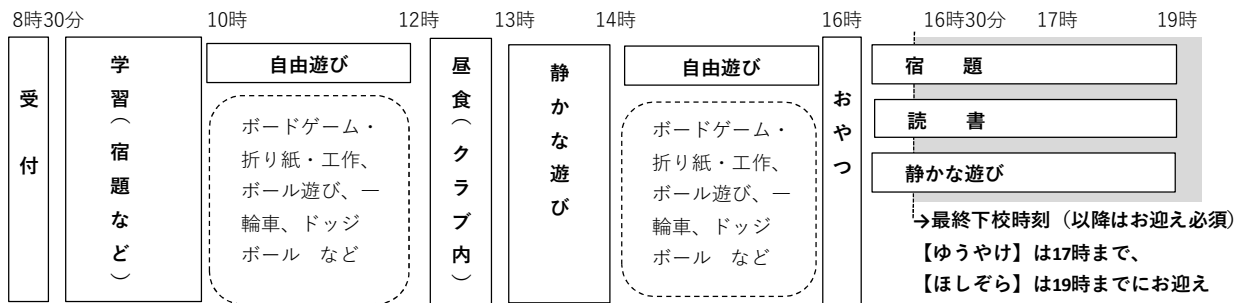 8時30分 10時 12時 13時 14時 16時 16時30分 17時 19時
受付
学習(宿題など)
自由遊び
ボードゲーム・
折り紙・工作、
ボール遊び、一
輪車、ドッジ
ボール など
昼食(クラブ内)
静かな遊び
自由遊び
ボードゲーム・
折り紙・工作、
ボール遊び、一
輪車、ドッジ
ボール など
おやつ
宿 題
読 書
静かな遊び
→最終下校時刻(以降はお迎え必須)
【ゆうやけ】は17時まで、
【ほしぞら】は19時までにお迎え